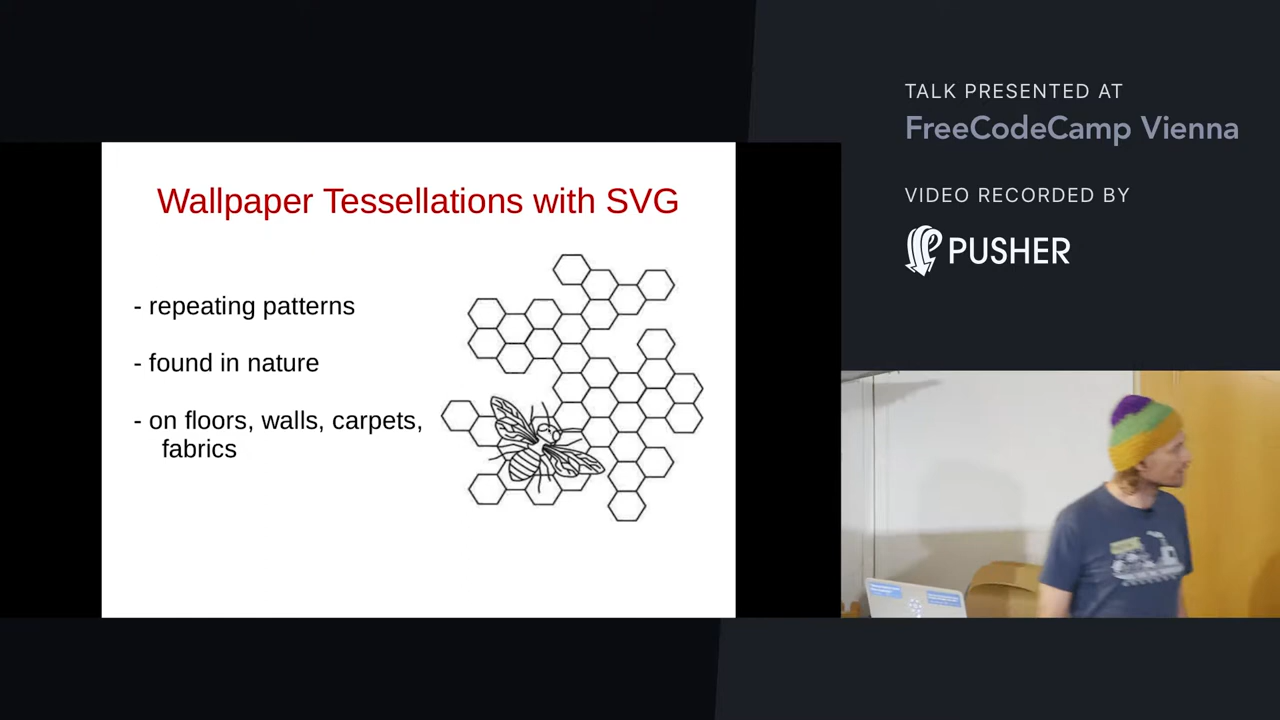 Wallpaper Tessellations with SVG
- repeating patterns
- found in nature
- on floors, walls, carpets,
fabrics
TALK PRESENTED AT
FreeCodeCamp Vienna
VIDEO RECORDED BY
PUSHER